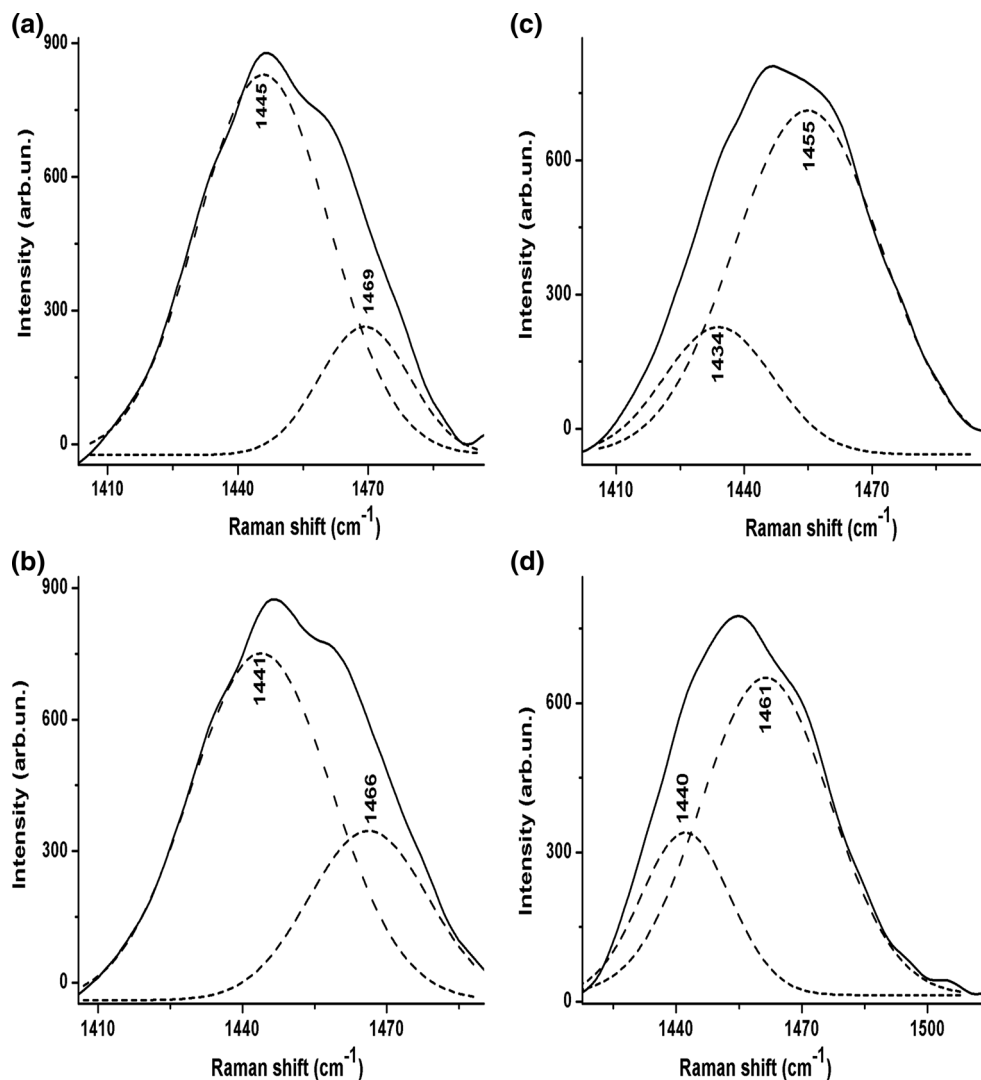 (a)
900
600
300
0
Intensity (arb.un.)
1445
1469
1410
1440
1470
Raman shift (cm⁻¹)
(c)
600
300
0
Intensity (arb.un.)
1434
1455
1410
1440
1470
Raman shift (cm⁻¹)
(b)
900
600
300
0
Intensity (arb.un.)
1441
1466
1410
1440
1470
Raman shift (cm⁻¹)
(d)
600
300
0
Intensity (arb.un.)
1440
1461
1440
1470
1500
Raman shift (cm⁻¹)